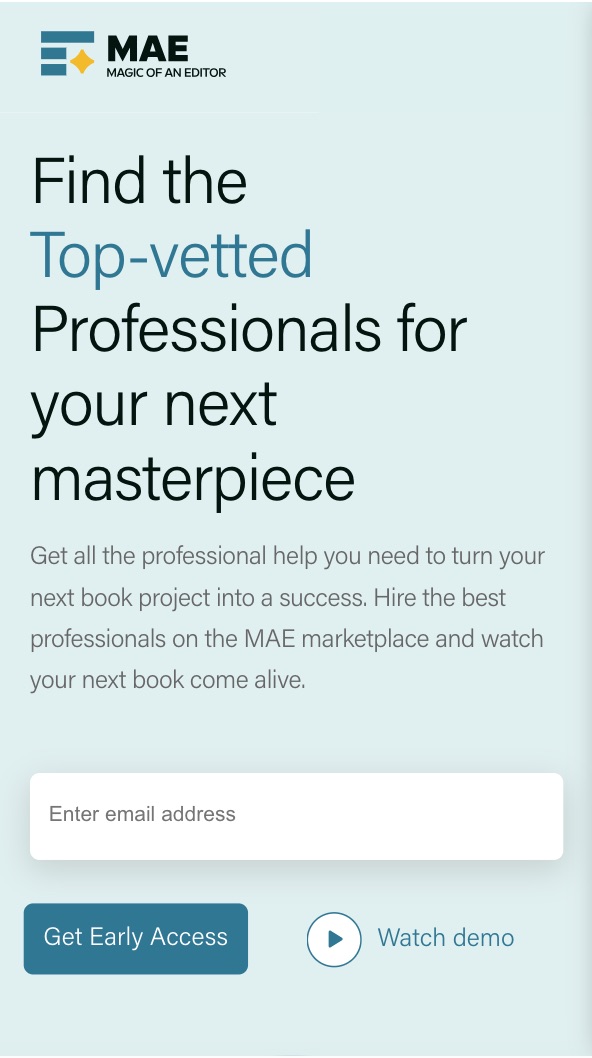 MAE
MAGIC OF AN EDITOR
Find the
Top-vetted
Professionals for
your next
masterpiece
Get all the professional help you need to turn your
next book project into a success. Hire the best
professionals on the MAE marketplace and watch
your next book come alive.
Enter email address
Get Early Access
Watch demo